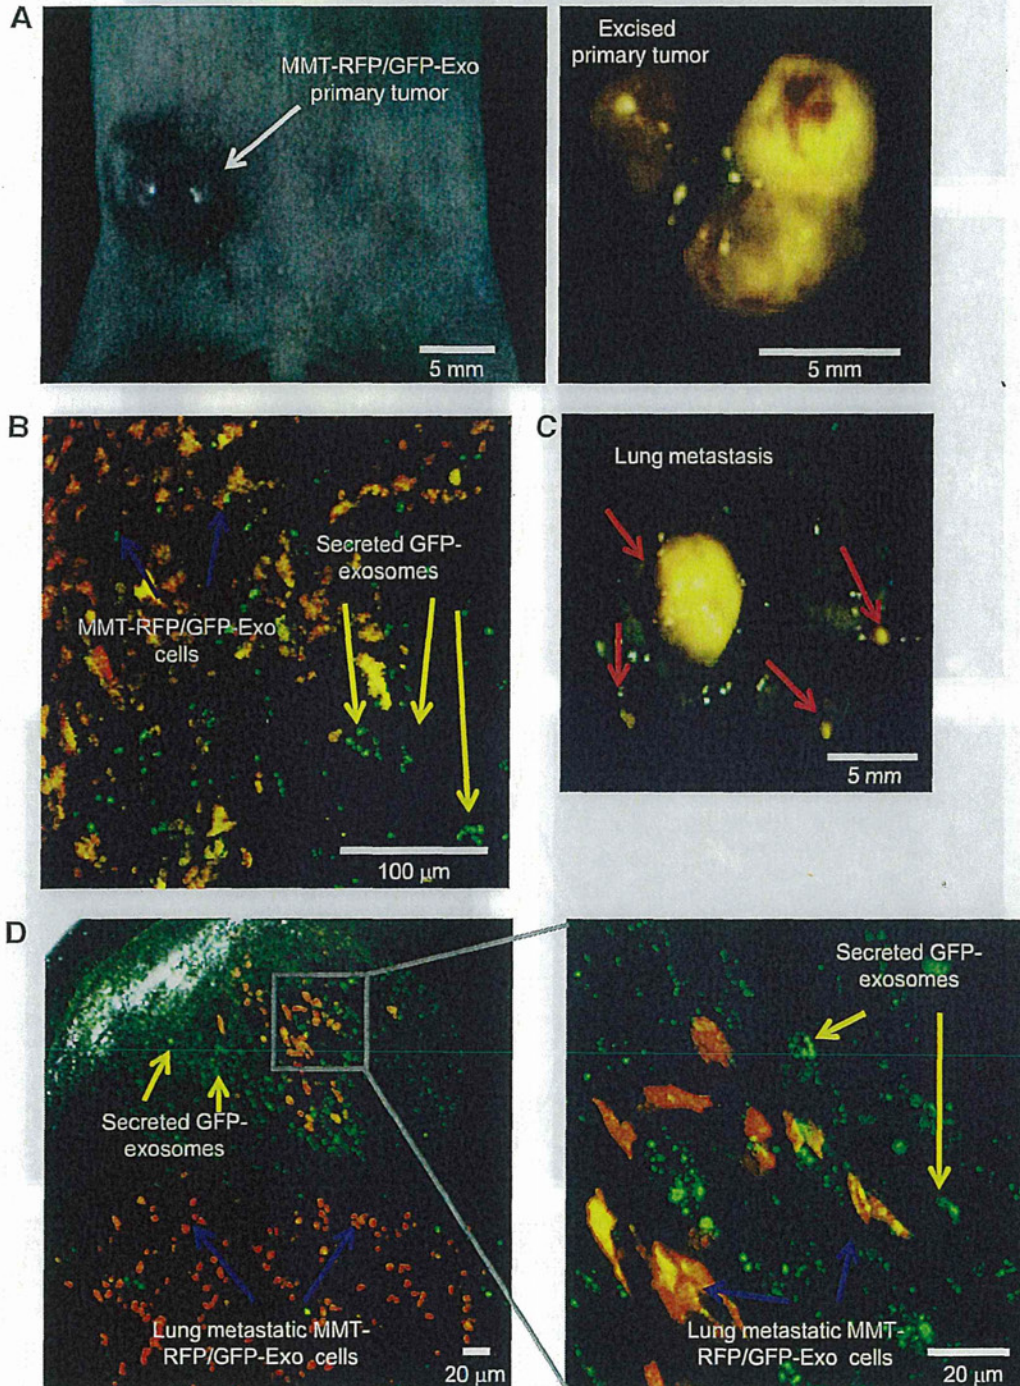 A
MMT-RFP/GFP-Exo
primary tumor
5 mm
Excised
primary tumor
5 mm
B
MMT-RFP/GFP-Exo
cells
Secreted GFP-
exosomes
100 μm
C
Lung metastasis
5 mm
D
Secreted GFP-
exosomes
Lung metastatic MMT-
RFP/GFP-Exo cells
20 μm
Secreted GFP-
exosomes
Lung metastatic MMT-
RFP/GFP-Exo cells
20 μm